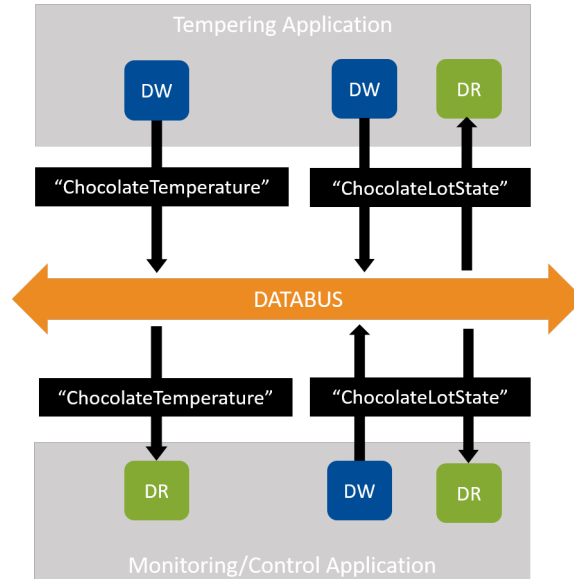 Tempering Application
DW DW DR
“ChocolateTemperature” “ChocolateLotState”
DATABUS
“ChocolateTemperature” “ChocolateLotState”
DR DW DR
Monitoring/Control Application